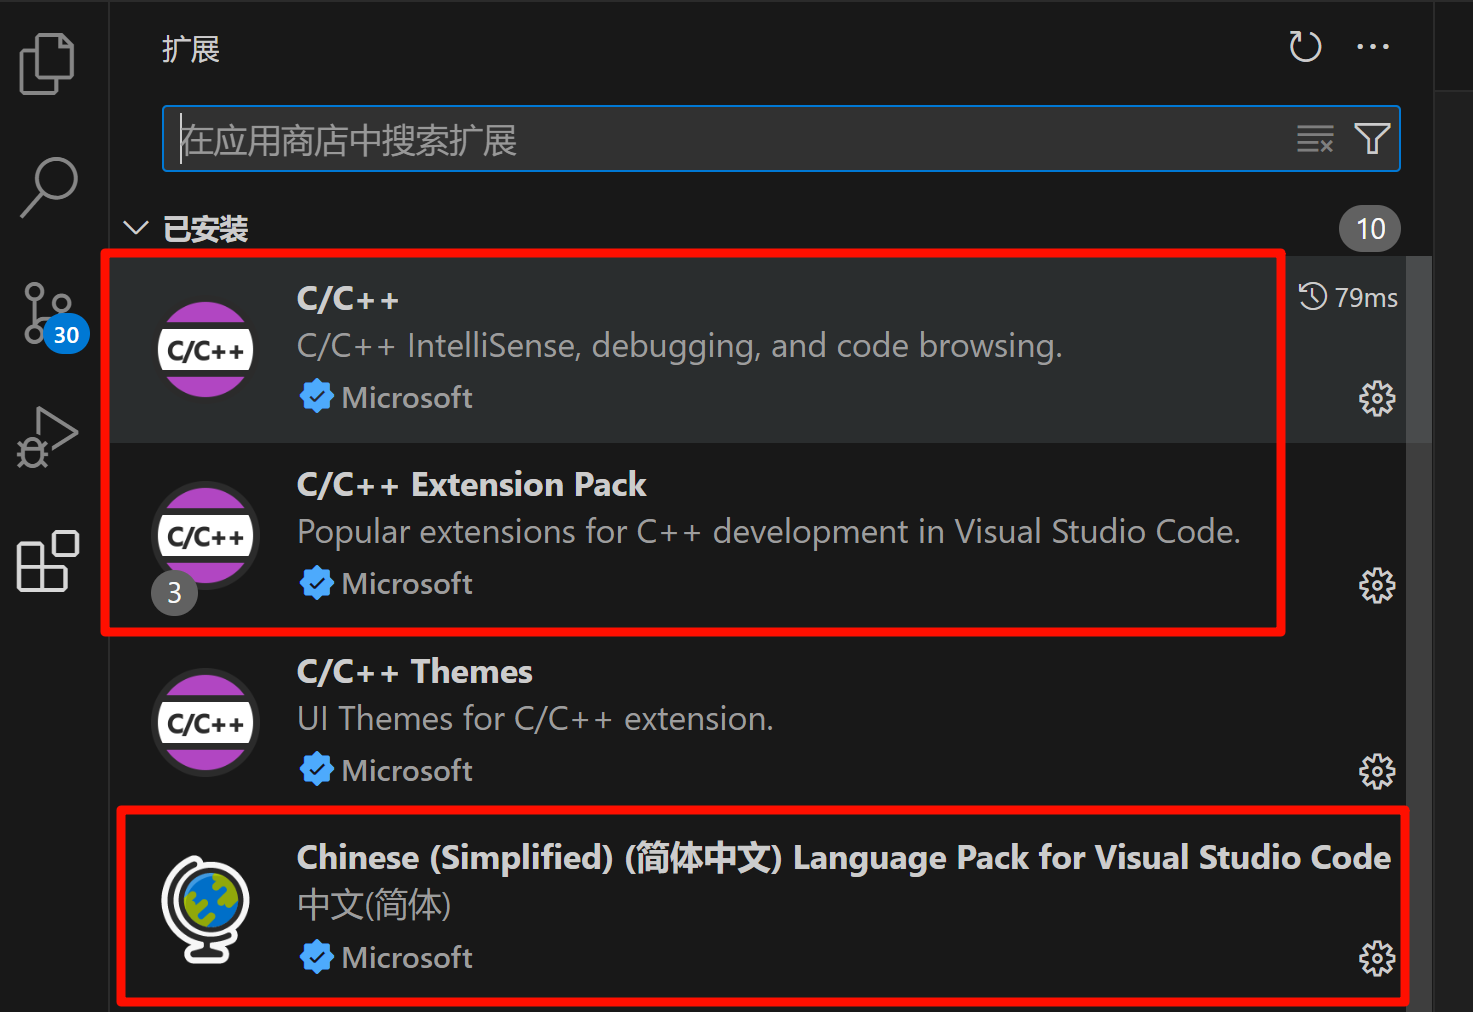 扩展
在应用商店中搜索扩展
已安装
10
C/C++
79ms
C/C++
C/C++ IntelliSense, debugging, and code browsing.
Microsoft
30
C/C++ Extension Pack
C/C++
Popular extensions for C++ development in Visual Studio Code.
3
Microsoft
C/C++ Themes
C/C++
UI Themes for C/C++ extension.
Microsoft
Chinese (Simplified) (简体中文) Language Pack for Visual Studio Code
中文(简体)
Microsoft